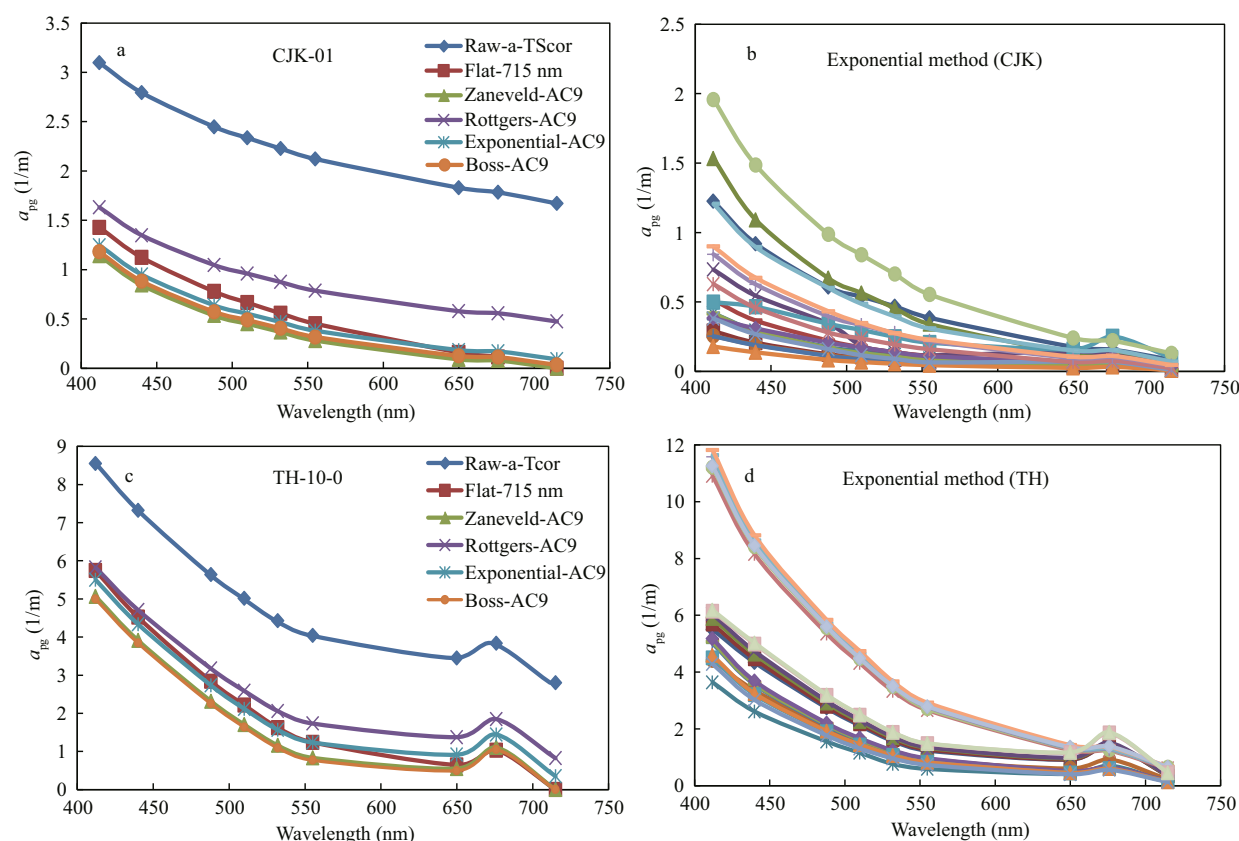 a
CJK-01
Raw-a-TScor
Flat-715 nm
Zaneveld-AC9
Rottgers-AC9
Exponential-AC9
Boss-AC9
3.5
3
2.5
2
1.5
1
0.5
0
a_pg (1/m)
400 450 500 550 600 650 700 750
Wavelength (nm)
b
Exponential method (CJK)
2.5
2
1.5
1
0.5
0
a_pg (1/m)
400 450 500 550 600 650 700 750
Wavelength (nm)
c
TH-10-0
Raw-a-Tcor
Flat-715 nm
Zaneveld-AC9
Rottgers-AC9
Exponential-AC9
Boss-AC9
9
8
7
6
5
4
3
2
1
0
a_pg (1/m)
400 450 500 550 600 650 700 750
Wavelength (nm)
d
Exponential method (TH)
12
10
8
6
4
2
0
a_pg (1/m)
400 450 500 550 600 650 700 750
Wavelength (nm)